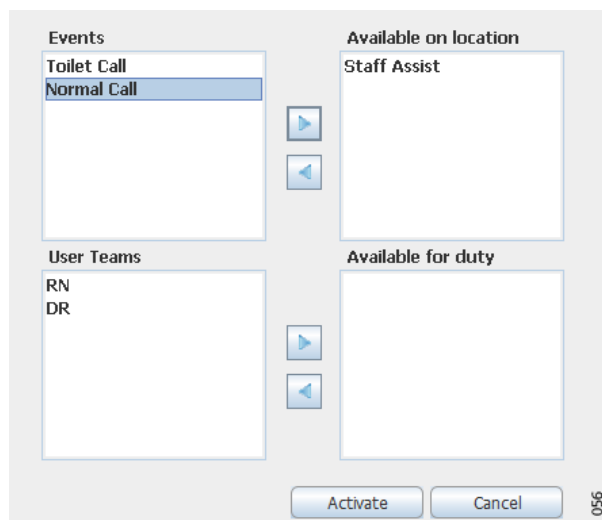 Events
Available on location
Toilet Call
Normal Call
Staff Assist
User Teams
Available for duty
RN
DR
Activate
Cancel
056